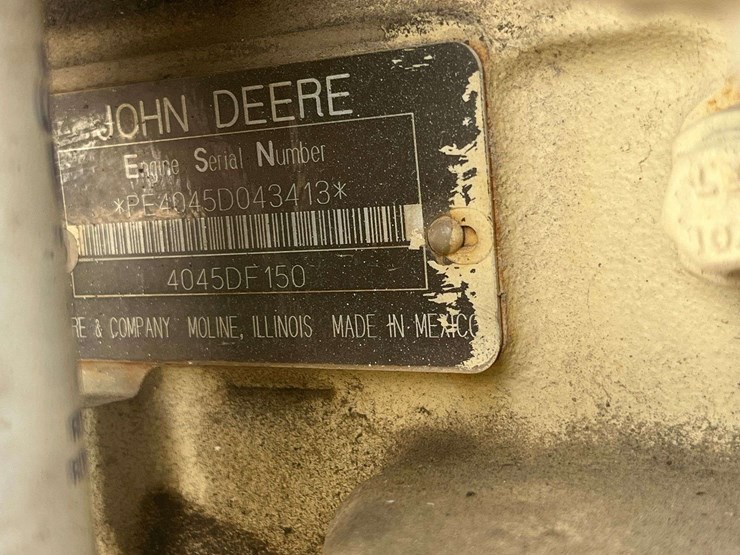 JOHN DEERE
Engine Serial Number
*PE4045D043413*
4045DF150
RE & COMPANY MOLINE, ILLINOIS MADE IN MEXICO